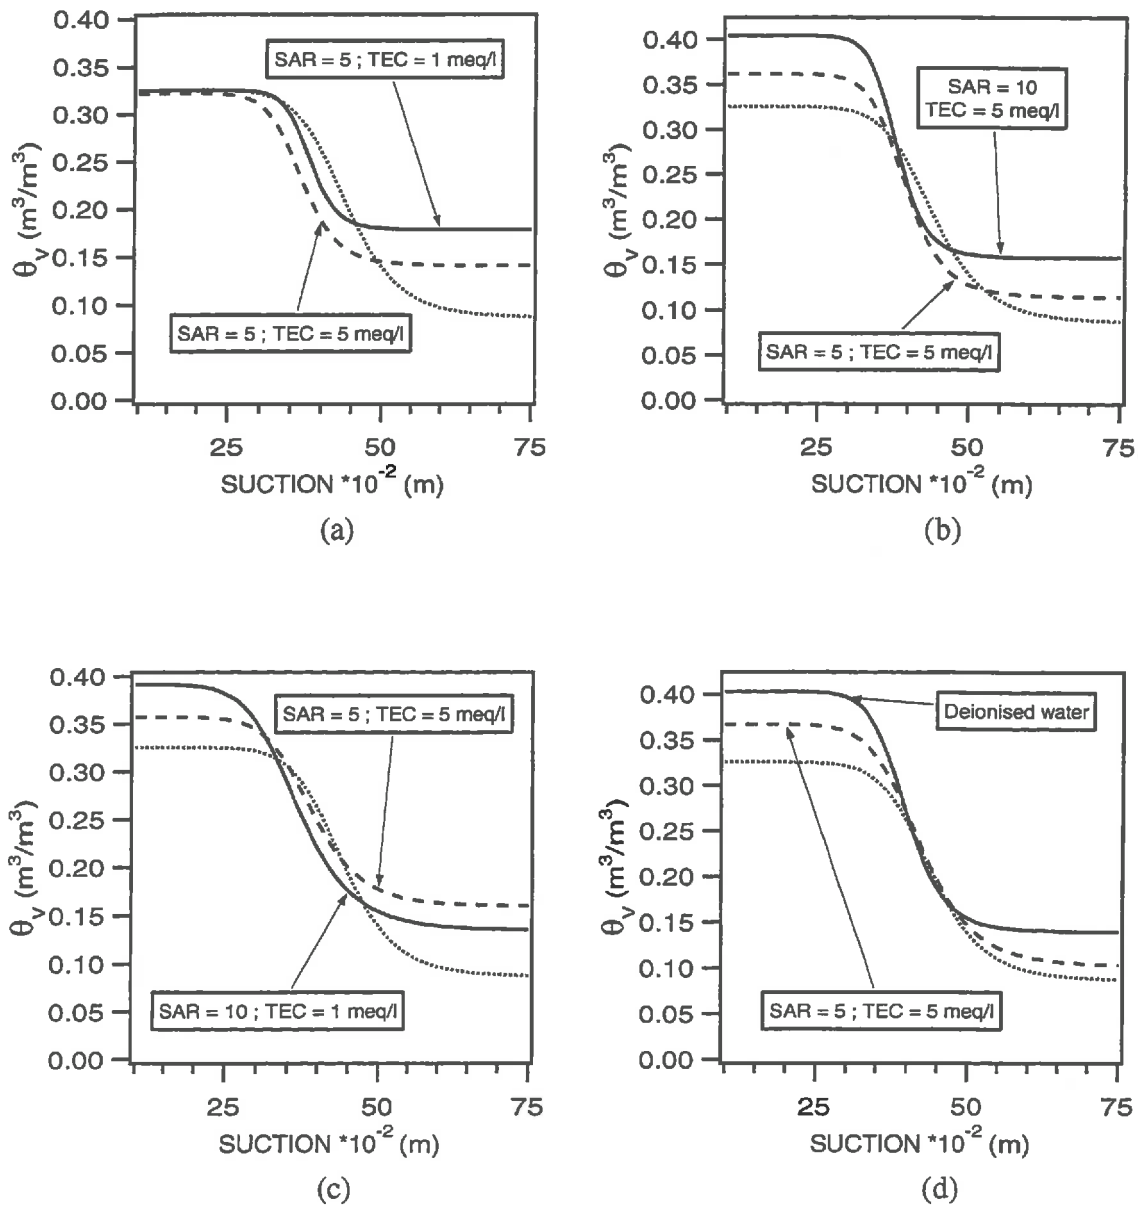 0.40
0.35
0.30
0.25
0.20
0.15
0.10
0.05
0.00
θv (m³/m³)
SAR = 5 ; TEC = 1 meq/l
SAR = 5 ; TEC = 5 meq/l
25 50 75
SUCTION *10⁻² (m)
(a)
0.40
0.35
0.30
0.25
0.20
0.15
0.10
0.05
0.00
θv (m³/m³)
SAR = 10
TEC = 5 meq/l
SAR = 5 ; TEC = 5 meq/l
25 50 75
SUCTION *10⁻² (m)
(b)
0.40
0.35
0.30
0.25
0.20
0.15
0.10
0.05
0.00
θv (m³/m³)
SAR = 5 ; TEC = 5 meq/l
SAR = 10 ; TEC = 1 meq/l
25 50 75
SUCTION *10⁻² (m)
(c)
0.40
0.35
0.30
0.25
0.20
0.15
0.10
0.05
0.00
θv (m³/m³)
Deionised water
SAR = 5 ; TEC = 5 meq/l
25 50 75
SUCTION *10⁻² (m)
(d)